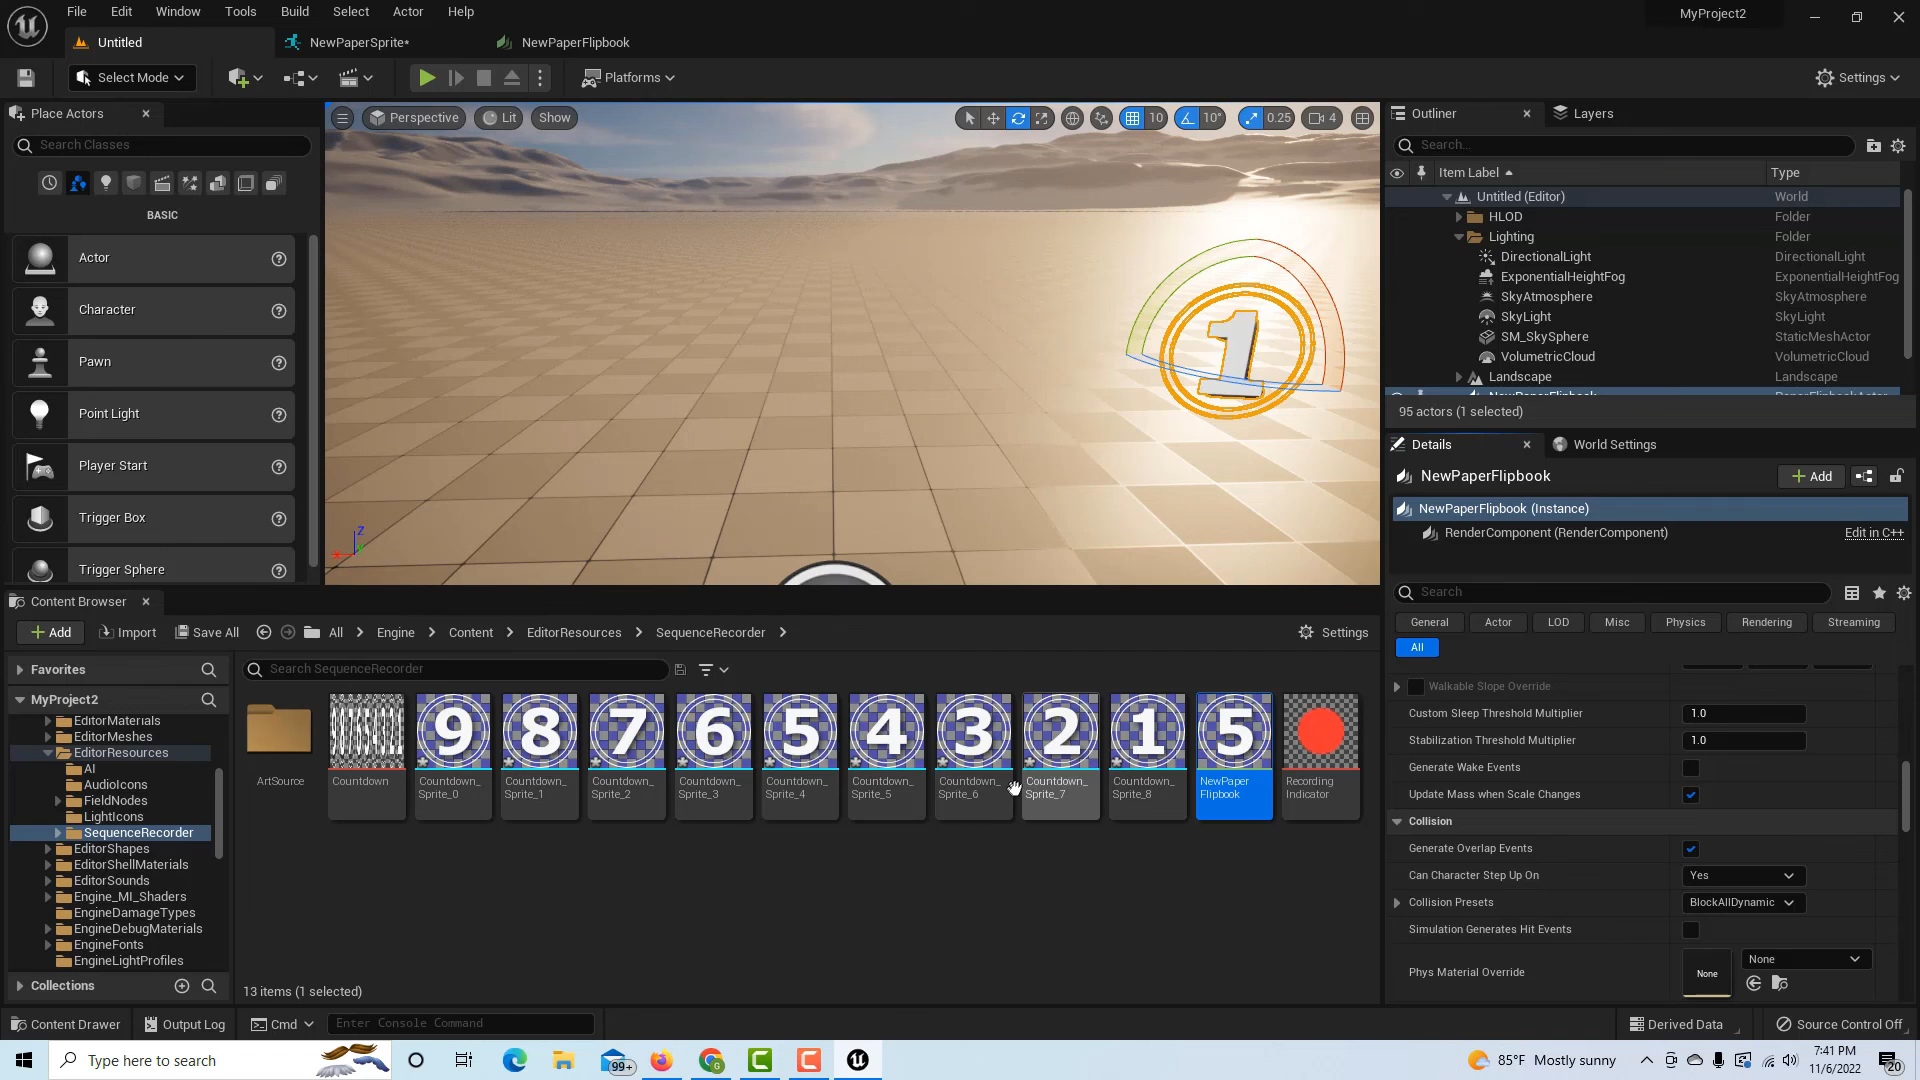 File Edit Window Tools Build Select Actor Help
MyProject2
Untitled NewPaperSprite* NewPaperFlipbook
Select Mode Platforms Settings
Place Actors
Search Classes
BASIC
Actor
Character
Pawn
Point Light
Player Start
Trigger Box
Trigger Sphere
Perspective Lit Show 10 10° 0.25 4
1
Z
Outliner Layers
Search...
Item Label Type
Untitled (Editor) World
HLOD Folder
Lighting Folder
DirectionalLight DirectionalLight
ExponentialHeightFog ExponentialHeightFog
SkyAtmosphere SkyAtmosphere
SkyLight SkyLight
SM_SkySphere StaticMeshActor
VolumetricCloud VolumetricCloud
Landscape Landscape
95 actors (1 selected)
Details World Settings
NewPaperFlipbook Add
NewPaperFlipbook (Instance)
RenderComponent (RenderComponent) Edit in C++
Search
General Actor LOD Misc Physics Rendering Streaming
All
Walkable Slope Override
Custom Sleep Threshold Multiplier 1.0
Stabilization Threshold Multiplier 1.0
Generate Wake Events
Update Mass when Scale Changes
Collision
Generate Overlap Events
Can Character Step Up On Yes
Collision Presets BlockAllDynamic
Simulation Generates Hit Events
Phys Material Override None None
Content Browser
Add Import Save All All Engine Content EditorResources SequenceRecorder Settings
Favorites
Search SequenceRecorder
MyProject2
EditorMaterials
EditorMeshes
EditorResources
AI
AudioIcons
FieldNodes
LightIcons
SequenceRecorder
EditorShapes
EditorShellMaterials
EditorSounds
Engine_MI_Shaders
EngineDamageTypes
EngineDebugMaterials
EngineFonts
EngineLightProfiles
Collections
9 8 7 6 5 4 3 2 1 5
ArtSource
Countdown
Countdown_
Sprite_0
Countdown_
Sprite_1
Countdown_
Sprite_2
Countdown_
Sprite_3
Countdown_
Sprite_4
Countdown_
Sprite_5
Countdown_
Sprite_6
Countdown_
Sprite_7
Countdown_
Sprite_8
NewPaper
Flipbook
Recording
Indicator
13 items (1 selected)
Content Drawer Output Log Cmd Enter Console Command Derived Data Source Control Off
Type here to search 99+ 85°F Mostly sunny
7:41 PM
11/6/2022
20